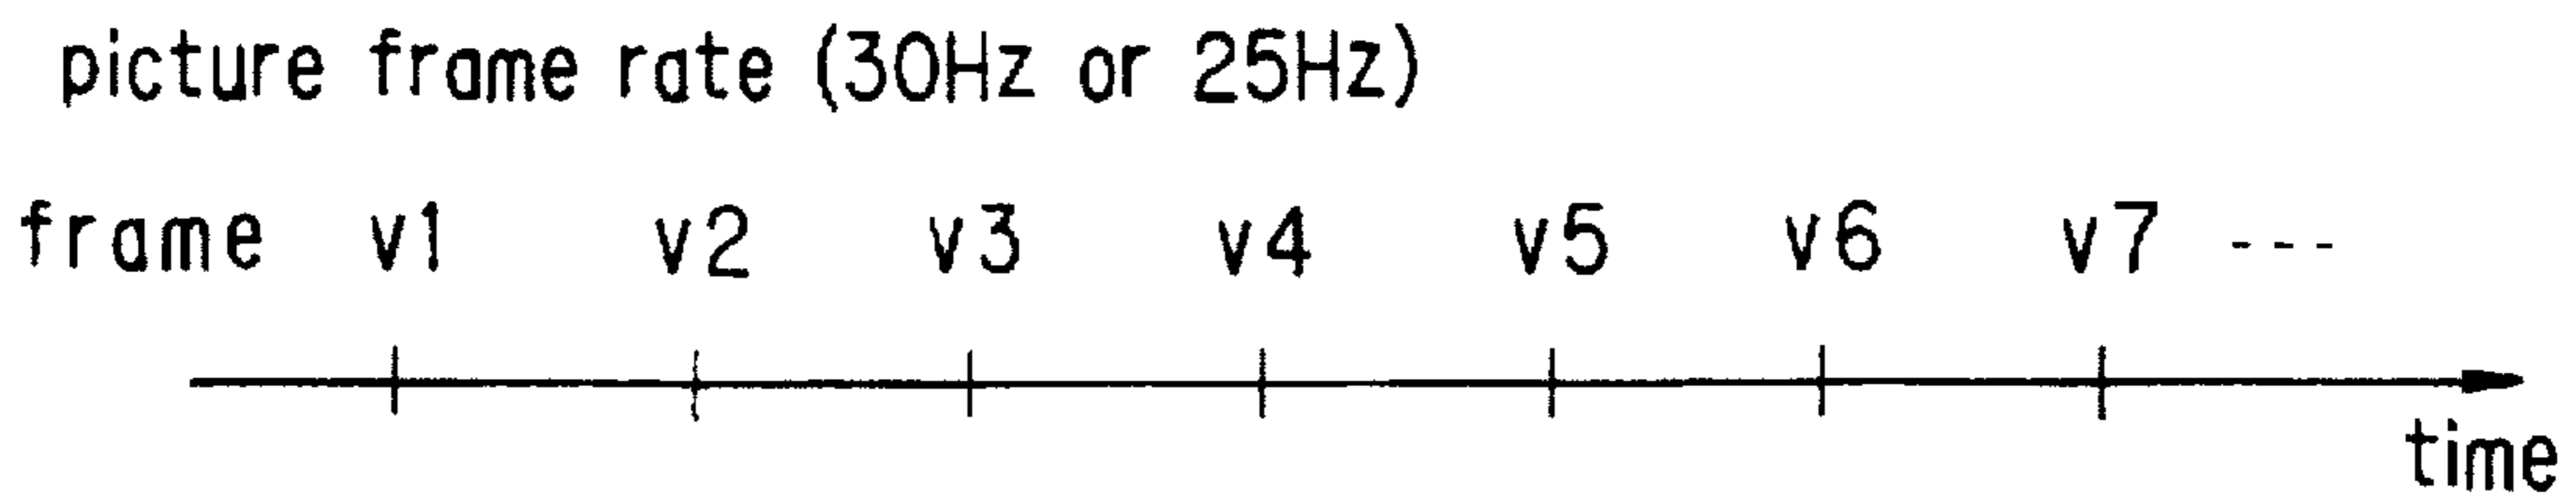 picture frame rate (30Hz or 25Hz)
frame v1 v2 v3 v4 v5 v6 v7 ---
time